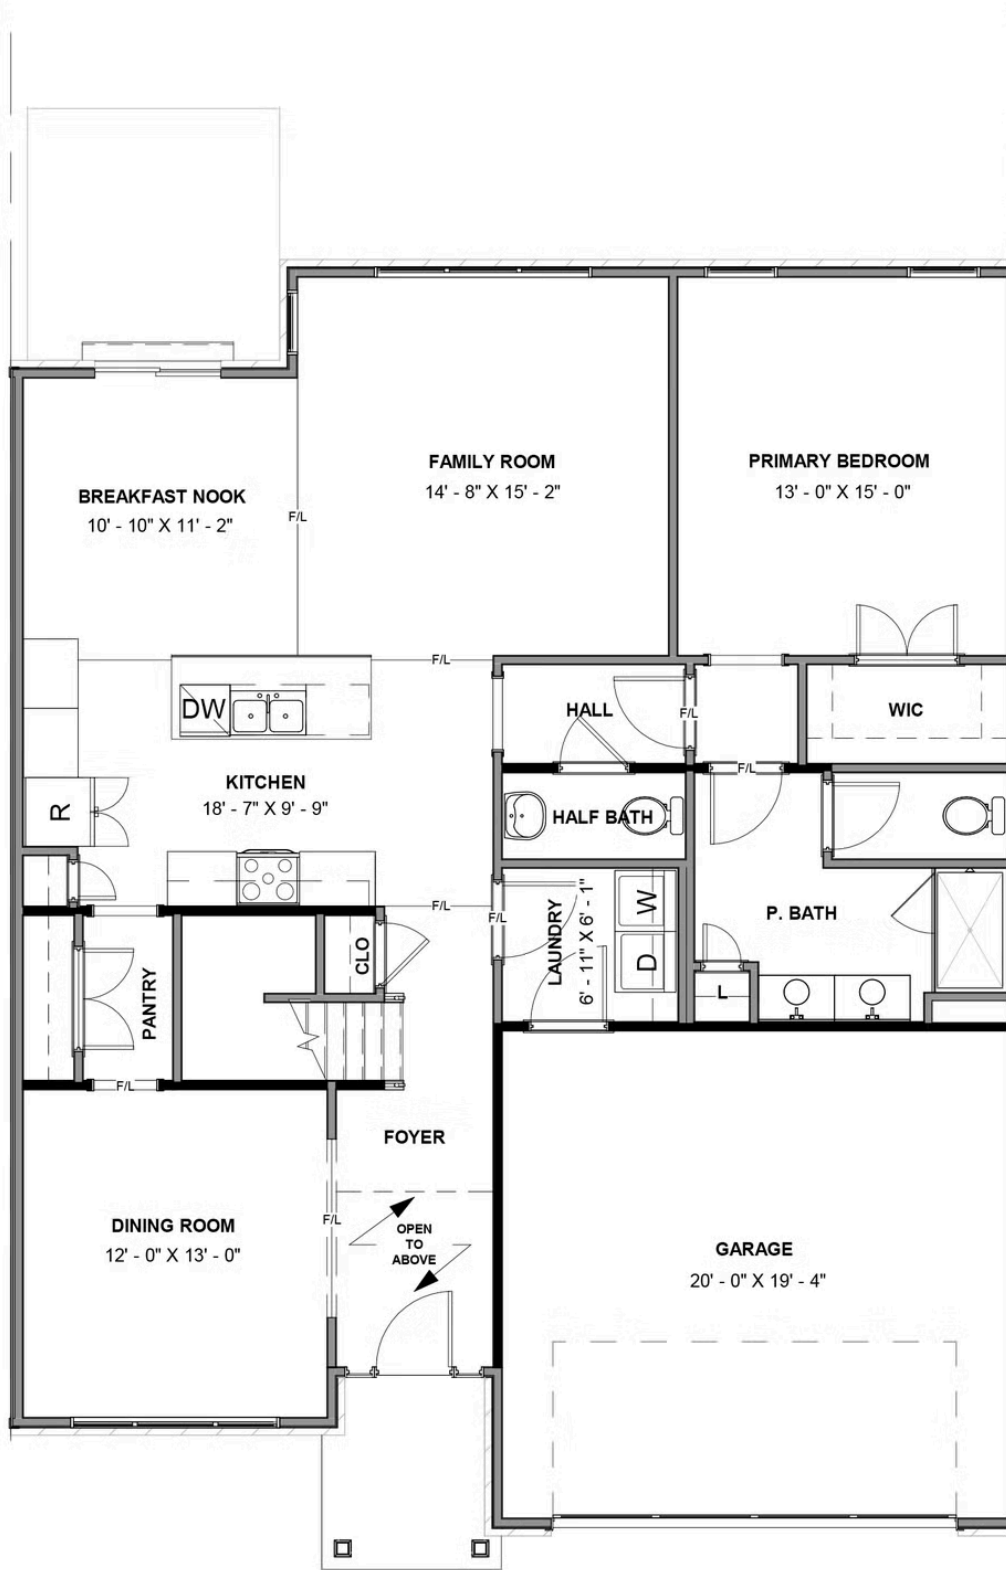 FAMILY ROOM
14' - 8" X 15' - 2"
PRIMARY BEDROOM
13' - 0" X 15' - 0"
BREAKFAST NOOK
10' - 10" X 11' - 2"
F/L
F/L
DW
HALL
F/L
WIC
KITCHEN
18' - 7" X 9' - 9"
F/L
R
HALF BATH
F/L
F/L
LAUNDRY
6' - 11" X 6' - 1"
W
D
P. BATH
CLO
L
PANTRY
F/L
FOYER
DINING ROOM
12' - 0" X 13' - 0"
F/L
OPEN
TO
ABOVE
GARAGE
20' - 0" X 19' - 4"